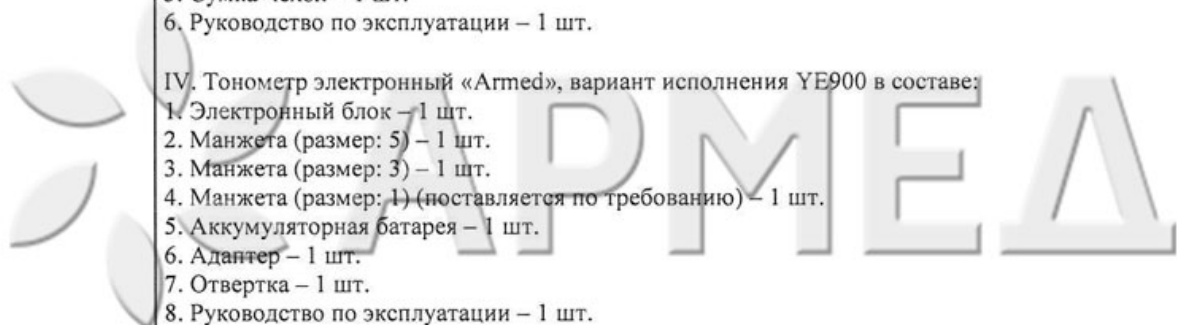 6. Руководство по эксплуатации – 1 шт.
IV. Тонометр электронный «Armed», вариант исполнения YE900 в составе:
1. Электронный блок – 1 шт.
2. Манжета (размер: 5) – 1 шт.
3. Манжета (размер: 3) – 1 шт.
4. Манжета (размер: 1) (поставляется по требованию) – 1 шт.
5. Аккумуляторная батарея – 1 шт.
6. Адаптер – 1 шт.
7. Отвертка – 1 шт.
8. Руководство по эксплуатации – 1 шт.
АРМЕД